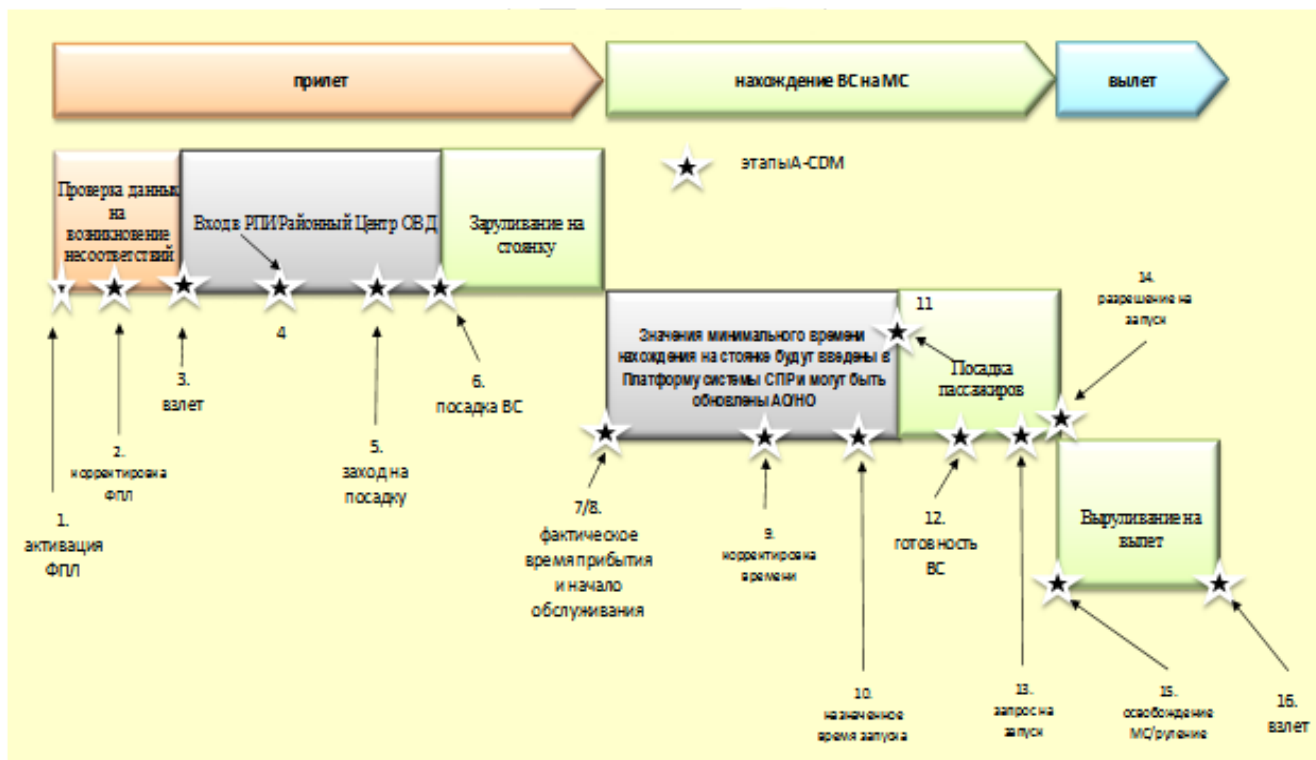 прилет
нахождение ВС на МС
вылет
этапы A-CDM
Проверка данных
на
возникновение
несоответствий
Вход в РПИ/Районный Центр ОВД
Заруливание на
стоянку
4
3.
взлет
6.
посадка ВС
2.
корректировка
ФПЛ
5.
заход на
посадку
1.
активация
ФПЛ
Значения минимального времени
нахождения на стоянке будут введены в
Платформу системы СПР и могут быть
обновлены АО/НО
11
Посадка
пассажиров
14.
разрешение на
запуск
7/8.
фактическое
время прибытия
и начало
обслуживания
9.
корректировка
времени
12.
готовность
ВС
Выруливание на
вылет
10.
назначенное
время запуска
13.
запрос на
запуск
15.
освобождение
МС/руление
16.
взлет